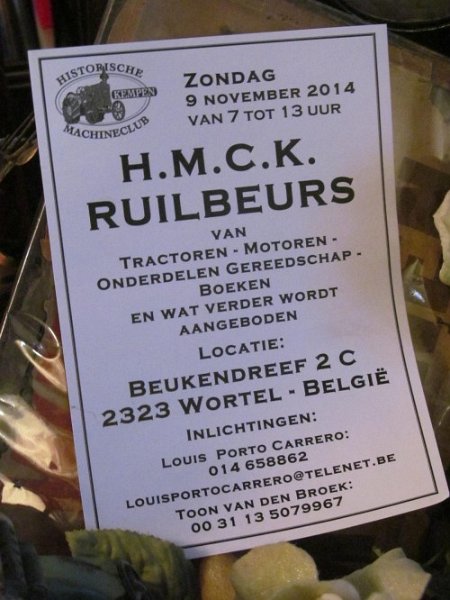 HISTORISCHE
KEMPEN
MACHINECLUB
ZONDAG
9 NOVEMBER 2014
VAN 7 TOT 13 UUR
H.M.C.K.
RUILBEURS
VAN
TRACTOREN - MOTOREN -
ONDERDELEN GEREEDSCHAP -
BOEKEN
EN WAT VERDER WORDT
AANGEBODEN
LOCATIE:
BEUKENDREEF 2 C
2323 WORTEL - BELGIË
INLICHTINGEN:
LOUIS PORTO CARRERO:
014 658862
LOUISPORTOCARRERO@TELENET.BE
TOON VAN DEN BROEK:
00 31 13 5079967